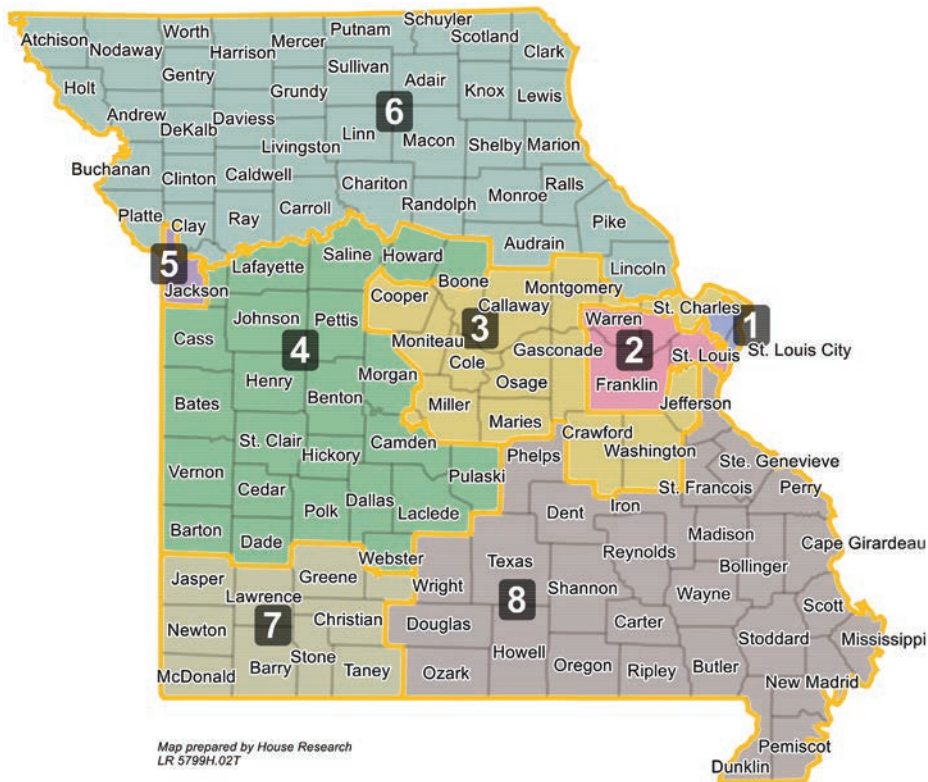 Schuyler
Putnam
Worth
Mercer
Scotland
Atchison
Nodaway
Harrison
Clark
Sullivan
Gentry
Adair
Holt
Grundy
Knox
Lewis
6
Andrew
Daviess
DeKalb
Linn
Macon
Livingston
Shelby
Marion
Buchanan
Clinton
Caldwell
Chariton
Ralls
Monroe
Randolph
Platte
Clay
Ray
Carroll
Pike
Audrain
Saline
Howard
5
Lafayette
Lincoln
Jackson
Boone
Montgomery
Cooper
Callaway
St. Charles
Johnson
Pettis
Warren
1
3
Cass
4
Moniteau
Gasconade
2
St. Louis
St. Louis City
Cole
Morgan
Henry
Osage
Franklin
Benton
Bates
Miller
Jefferson
Maries
Crawford
St. Clair
Camden
Washington
Hickory
Phelps
Ste. Genevieve
Vernon
Pulaski
Cedar
St. Francois
Perry
Dallas
Polk
Laclede
Iron
Dent
Barton
Madison
Dade
Cape Girardeau
Reynolds
Webster
Texas
Bollinger
Jasper
Greene
Wright
Shannon
Wayne
Lawrence
8
Scott
Christian
7
Newton
Douglas
Carter
Stoddard
Mississippi
Howell
Stone
Barry
Taney
McDonald
Ozark
Oregon
Ripley
Butler
New Madrid
Map prepared by House Research
LR 5799H.02T
Pemiscot
Dunklin